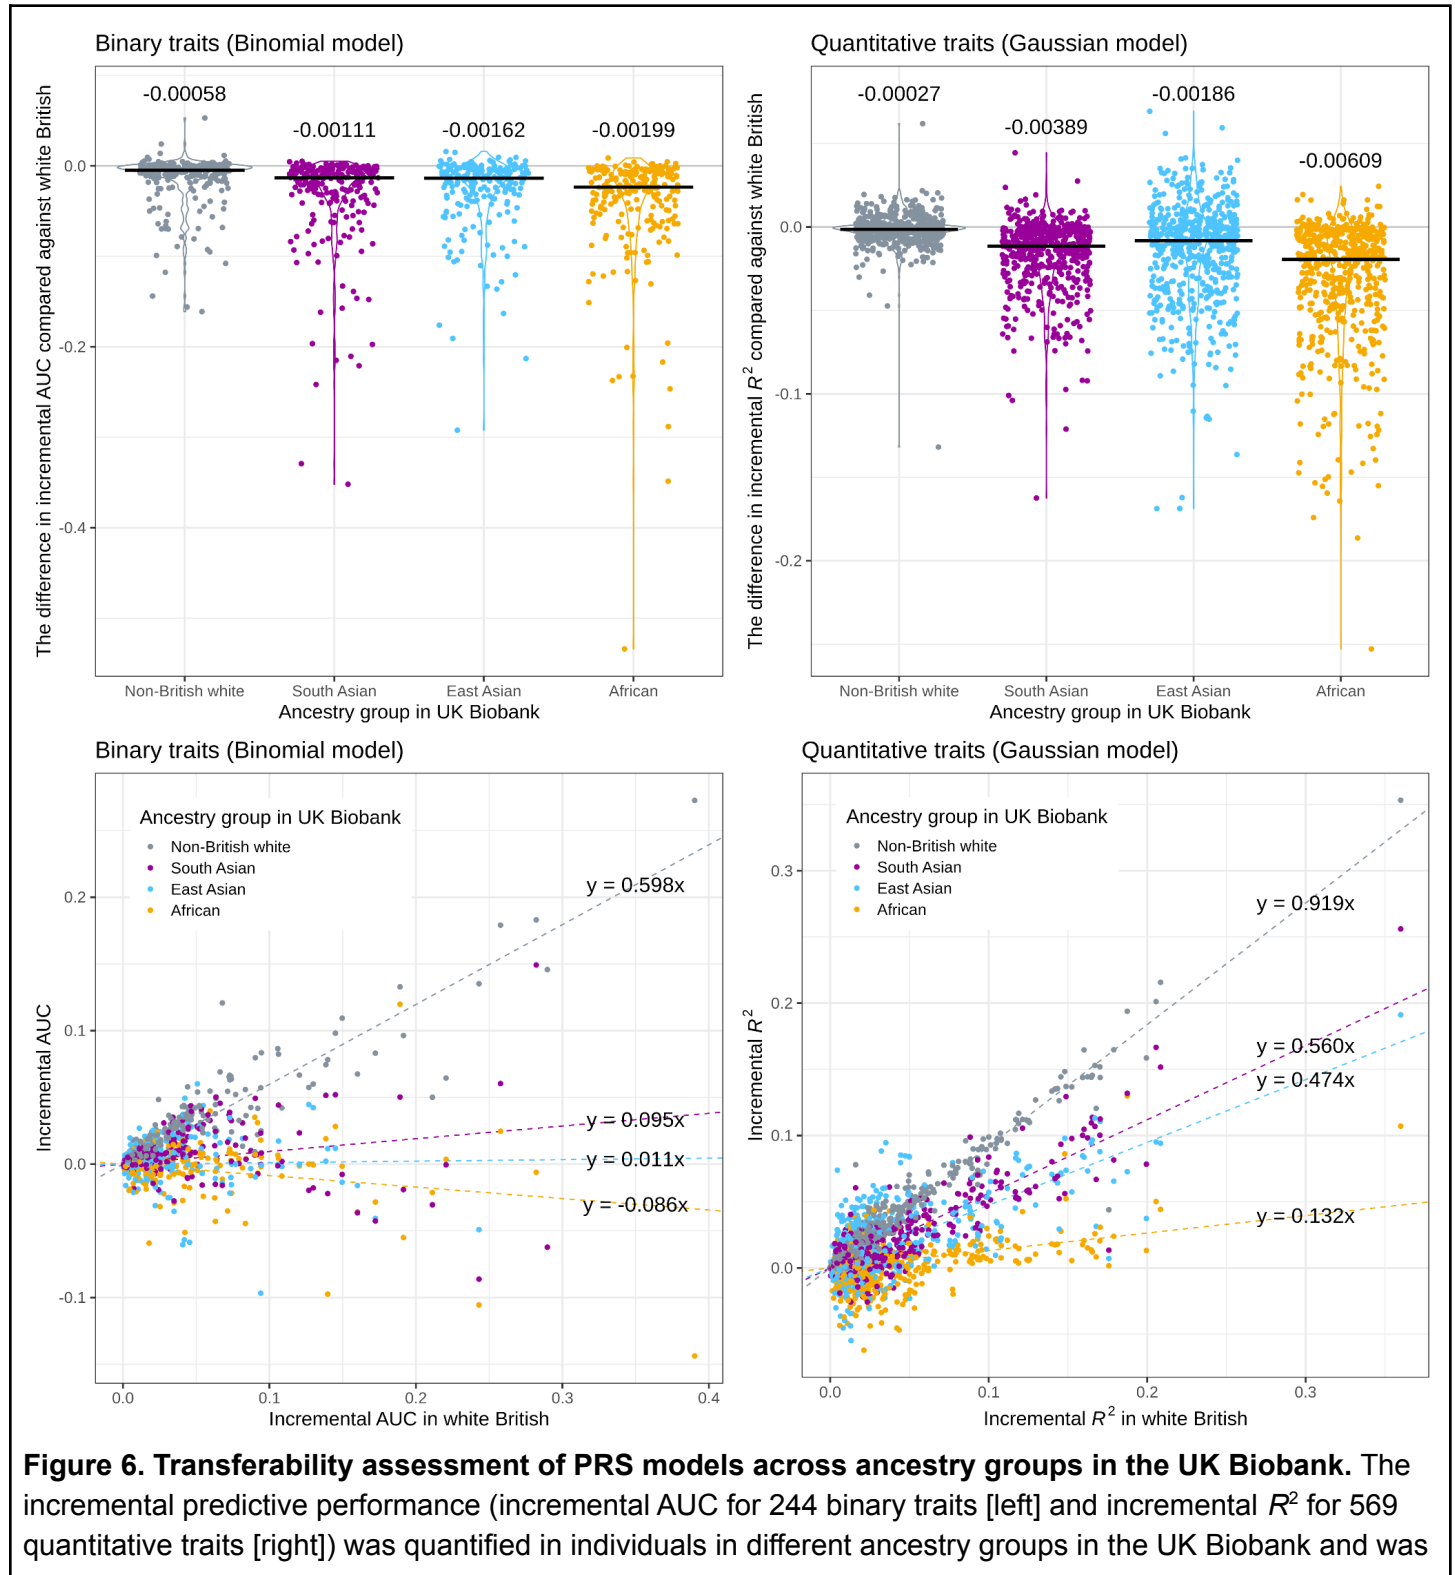 Binary traits (Binomial model)
The difference in incremental AUC compared against white British
0.0
-0.2
-0.4
-0.00058
-0.00111
-0.00162
-0.00199
Non-British white
South Asian
East Asian
African
Ancestry group in UK Biobank
Quantitative traits (Gaussian model)
The difference in incremental R² compared against white British
0.0
-0.1
-0.2
-0.00027
-0.00389
-0.00186
-0.00609
Non-British white
South Asian
East Asian
African
Ancestry group in UK Biobank
Binary traits (Binomial model)
Incremental AUC
0.2
0.1
0.0
-0.1
Ancestry group in UK Biobank
Non-British white
South Asian
East Asian
African
y = 0.598x
y = 0.095x
y = 0.011x
y = -0.086x
0.0
0.1
0.2
0.3
0.4
Incremental AUC in white British
Quantitative traits (Gaussian model)
Incremental R²
0.3
0.2
0.1
0.0
Ancestry group in UK Biobank
Non-British white
South Asian
East Asian
African
y = 0.919x
y = 0.560x
y = 0.474x
y = 0.132x
0.0
0.1
0.2
0.3
Incremental R² in white British
Figure 6. Transferability assessment of PRS models across ancestry groups in the UK Biobank. The
incremental predictive performance (incremental AUC for 244 binary traits [left] and incremental R² for 569
quantitative traits [right]) was quantified in individuals in different ancestry groups in the UK Biobank and was